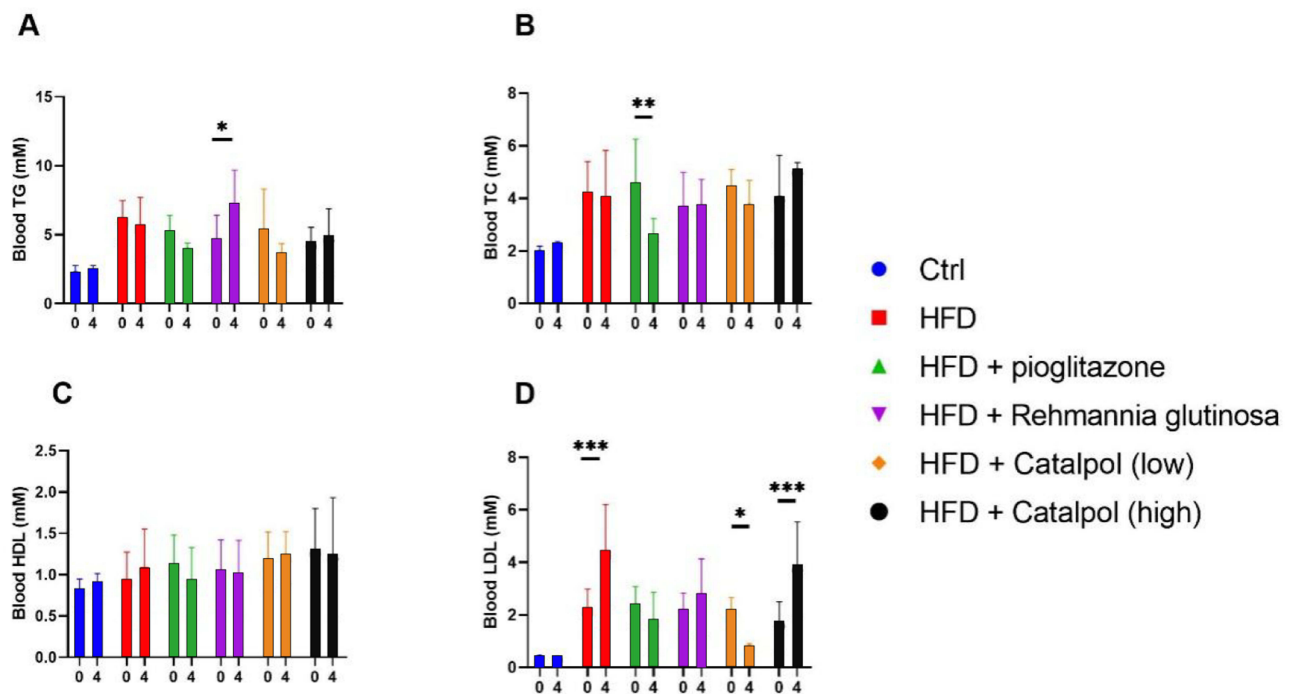 A
Blood TG (mM)
15
10
5
0
*
0 4 0 4 0 4 0 4 0 4 0 4
B
Blood TC (mM)
8
6
4
2
0
**
0 4 0 4 0 4 0 4 0 4 0 4
C
Blood HDL (mM)
2.5
2.0
1.5
1.0
0.5
0.0
0 4 0 4 0 4 0 4 0 4 0 4
D
Blood LDL (mM)
8
6
4
2
0
***
*
***
0 4 0 4 0 4 0 4 0 4 0 4
Ctrl
HFD
HFD + pioglitazone
HFD + Rehmannia glutinosa
HFD + Catalpol (low)
HFD + Catalpol (high)